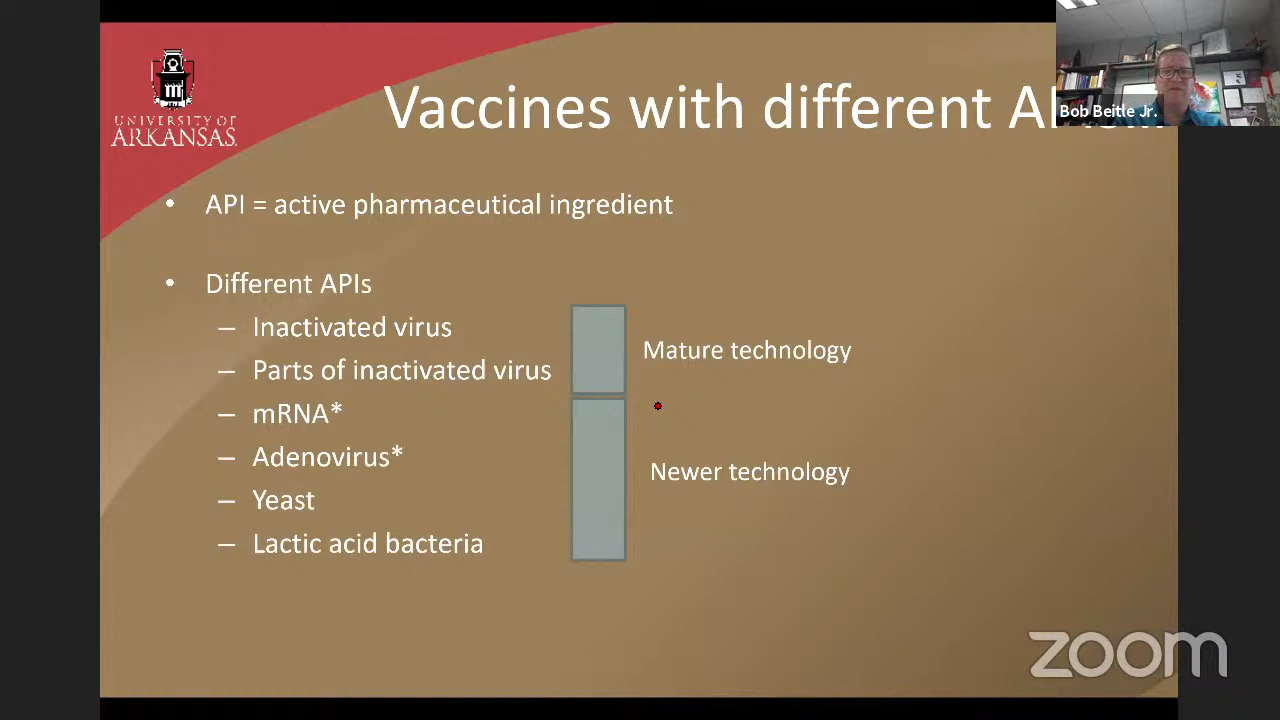 UNIVERSITY OF
ARKANSAS.
Vaccines with different
Bob Beitle Jr.
• API = active pharmaceutical ingredient
• Different APIs
– Inactivated virus
– Parts of inactivated virus
Mature technology
– mRNA*
– Adenovirus*
Newer technology
– Yeast
– Lactic acid bacteria
zoom